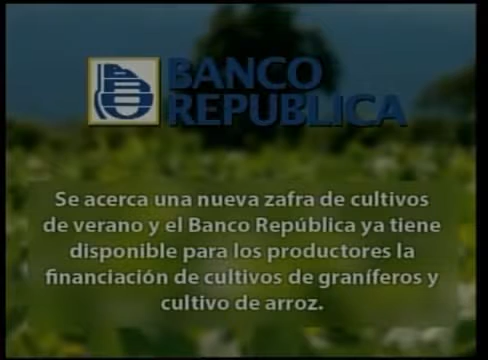 BANCO
REPUBLICA
Se acerca una nueva zafra de cultivos
de verano y el Banco República ya tiene
disponible para los productores la
financiación de cultivos de graníferos y
cultivo de arroz.